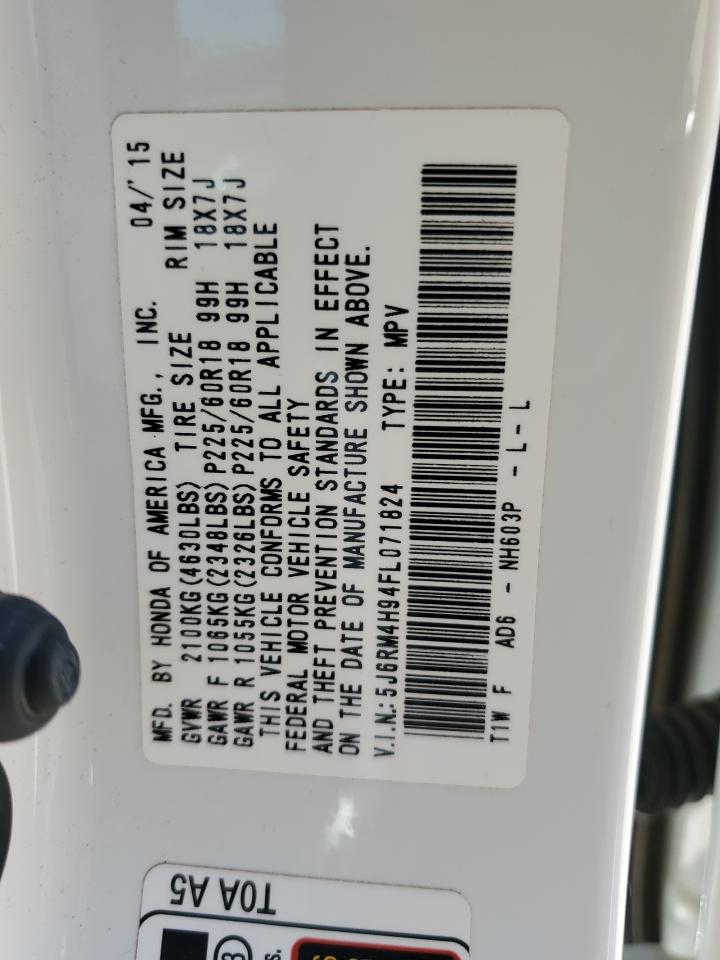 MFD. BY HONDA OF AMERICA MFG., INC. 04/'15
GVWR 2100KG(4630LBS) TIRE SIZE RIM SIZE
GAWR F 1065KG(2348LBS) P225/60R18 99H 18X7J
GAWR R 1055KG(2326LBS) P225/60R18 99H 18X7J
THIS VEHICLE CONFORMS TO ALL APPLICABLE
FEDERAL MOTOR VEHICLE SAFETY
AND THEFT PREVENTION STANDARDS IN EFFECT
ON THE DATE OF MANUFACTURE SHOWN ABOVE.
V.I.N.:5J6RM4H94FL071824 TYPE: MPV
T1W F AD6 - NH603P - L - L
T0A A5